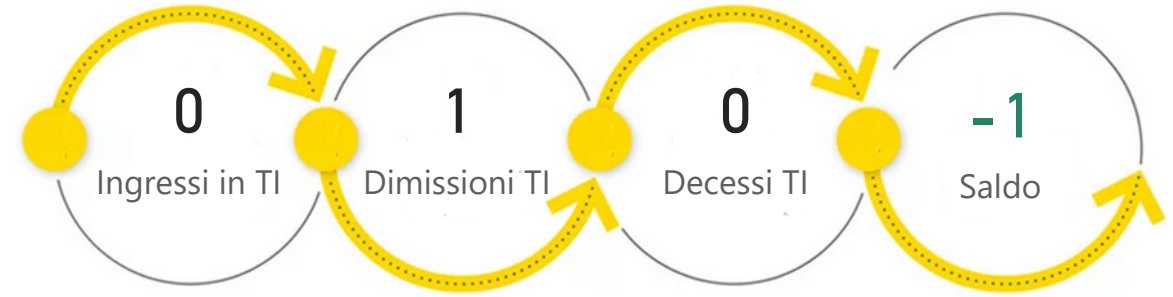 0
Ingressi in TI
1
Dimissioni TI
0
Decessi TI
-1
Saldo